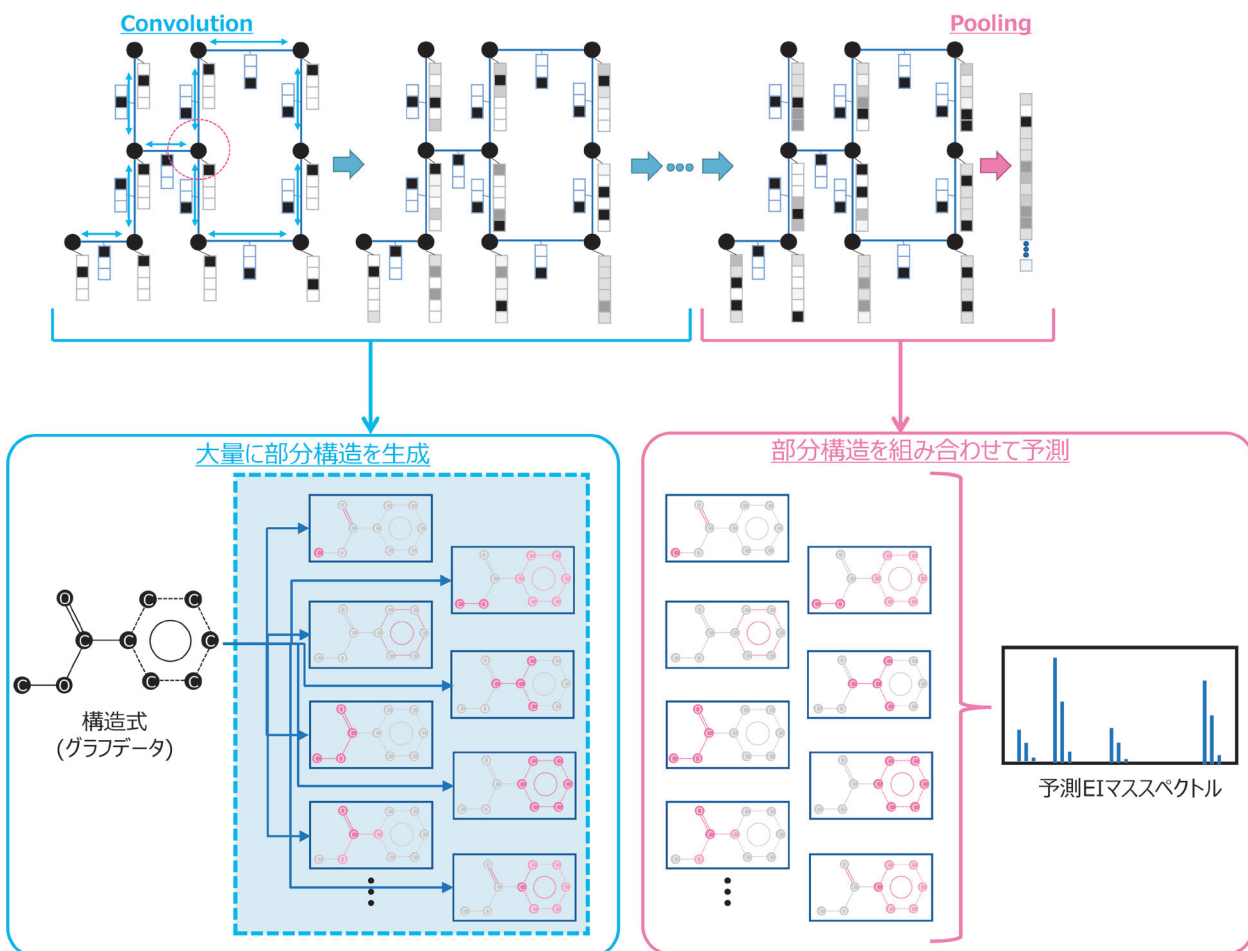 Convolution
Pooling
大量に部分構造を生成
部分構造を組み合わせて予測
O
C
C
C
C
O
C
C
C
C
構造式
(グラフデータ)
予測EIマススペクトル